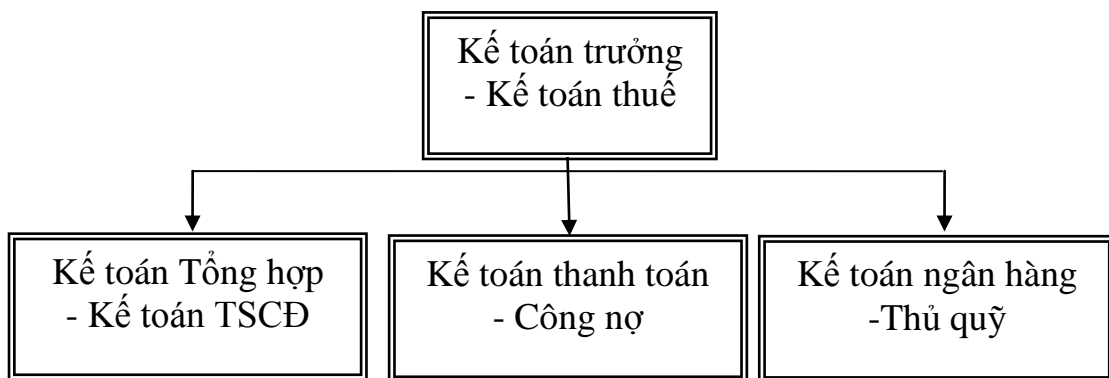 Kế toán trưởng
- Kế toán thuế
Kế toán Tổng hợp
- Kế toán TSCĐ
Kế toán thanh toán
- Công nợ
Kế toán ngân hàng
-Thủ quỹ